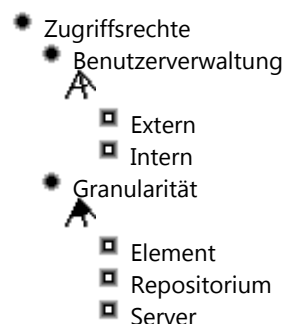 Zugriffsrechte
Benutzerverwaltung
Extern
Intern
Granularität
Element
Repositorium
Server